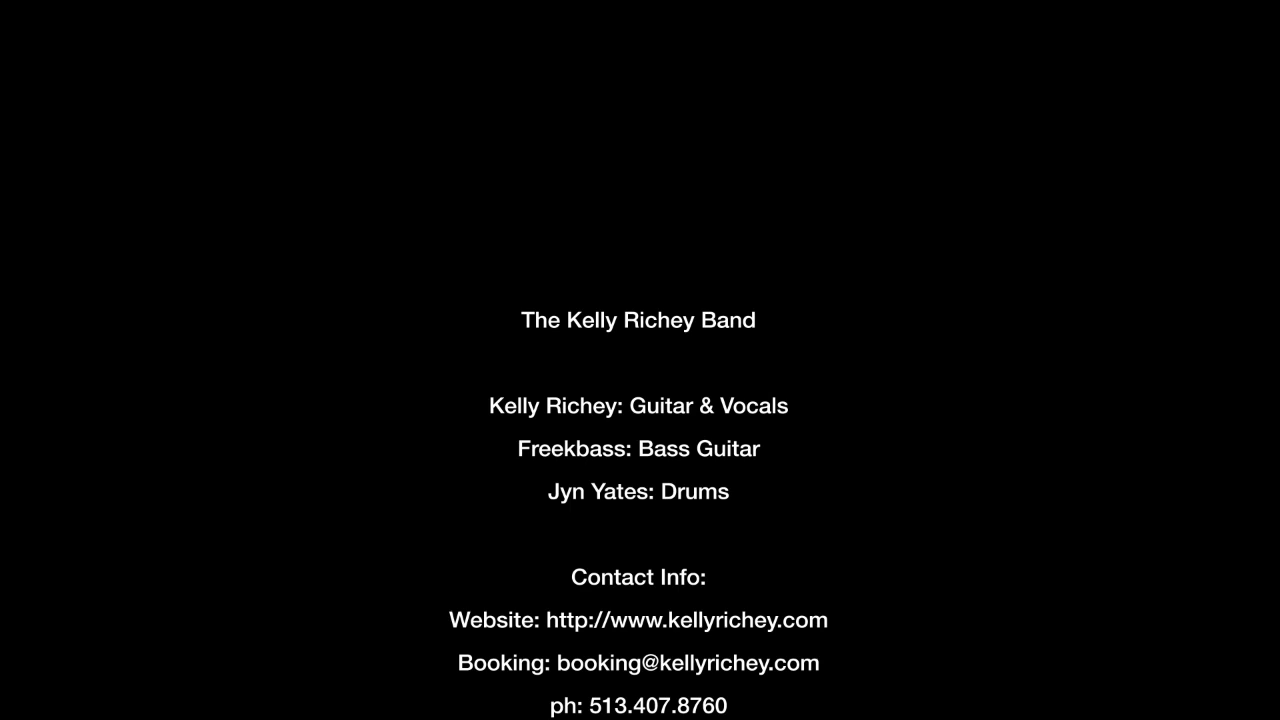 The Kelly Richey Band
Kelly Richey: Guitar & Vocals
Freekbass: Bass Guitar
Jyn Yates: Drums
Contact Info:
Website: http://www.kellyrichey.com
Booking: booking@kellyrichey.com
ph: 513.407.8760